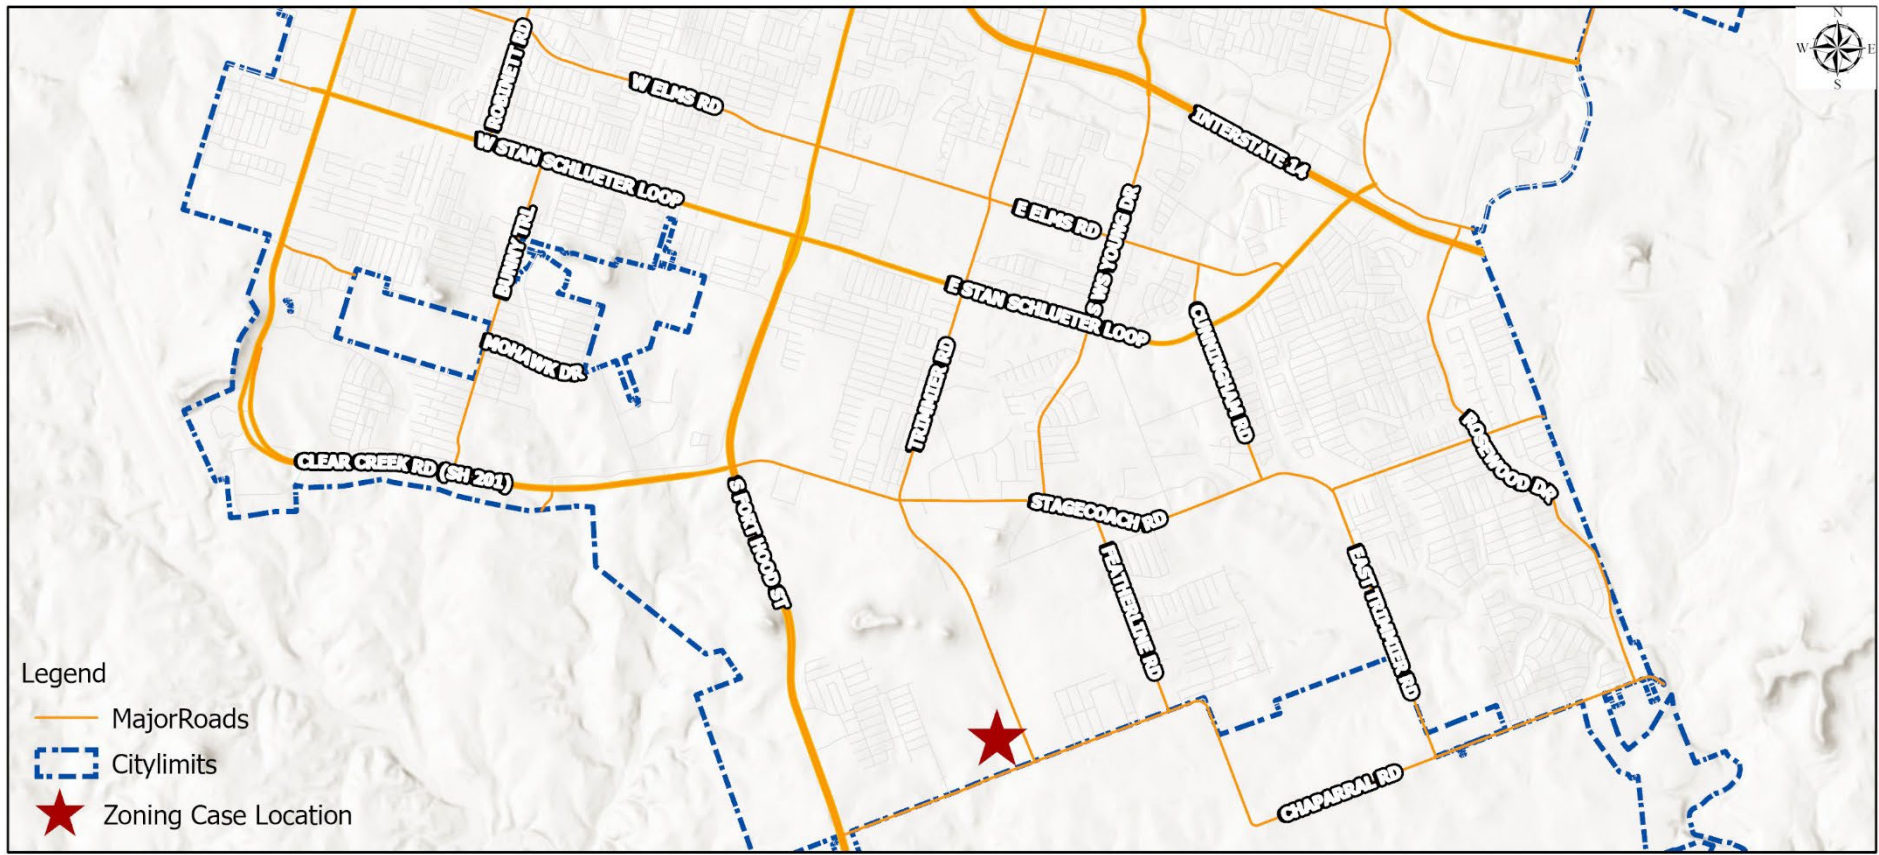 N
W E
S
ROBINETT RD
W ELMS RD
W STAN SCHLUETER LOOP
INTERSTATE 14
BUNNY TRL
E ELMS RD
S WS YOUNG DR
E STAN SCHLUETER LOOP
MOHAWK DR
TRIMMIER RD
CUNNINGHAM RD
CLEAR CREEK RD (SH 201)
ROSEWOOD DR
S FORT HOOD ST
STAGECOACH RD
FEATHERLINE RD
EAST TRIMMIER RD
CHAPARRAL RD
Legend
MajorRoads
Citylimits
Zoning Case Location